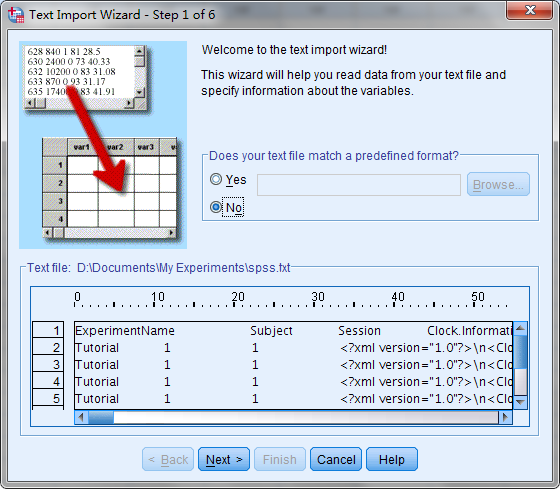 Text Import Wizard - Step 1 of 6
628 840 1 81 28.5
630 2400 0 73 40.33
632 10200 0 83 31.08
633 870 0 93 31.17
635 17400 0 83 41.91
var1 var2 var3
1
2
3
4
Welcome to the text import wizard!
This wizard will help you read data from your text file and
specify information about the variables.
Does your text file match a predefined format?
Yes
Browse...
No
Text file: D:\Documents\My Experiments\spss.txt
0 10 20 30 40 50
1 ExperimentName Subject Session Clock.Informati
2 Tutorial 1 1 <?xml version="1.0"?>\n<Clo
3 Tutorial 1 1 <?xml version="1.0"?>\n<Clo
4 Tutorial 1 1 <?xml version="1.0"?>\n<Clo
5 Tutorial 1 1 <?xml version="1.0"?>\n<Clo
< Back Next > Finish Cancel Help